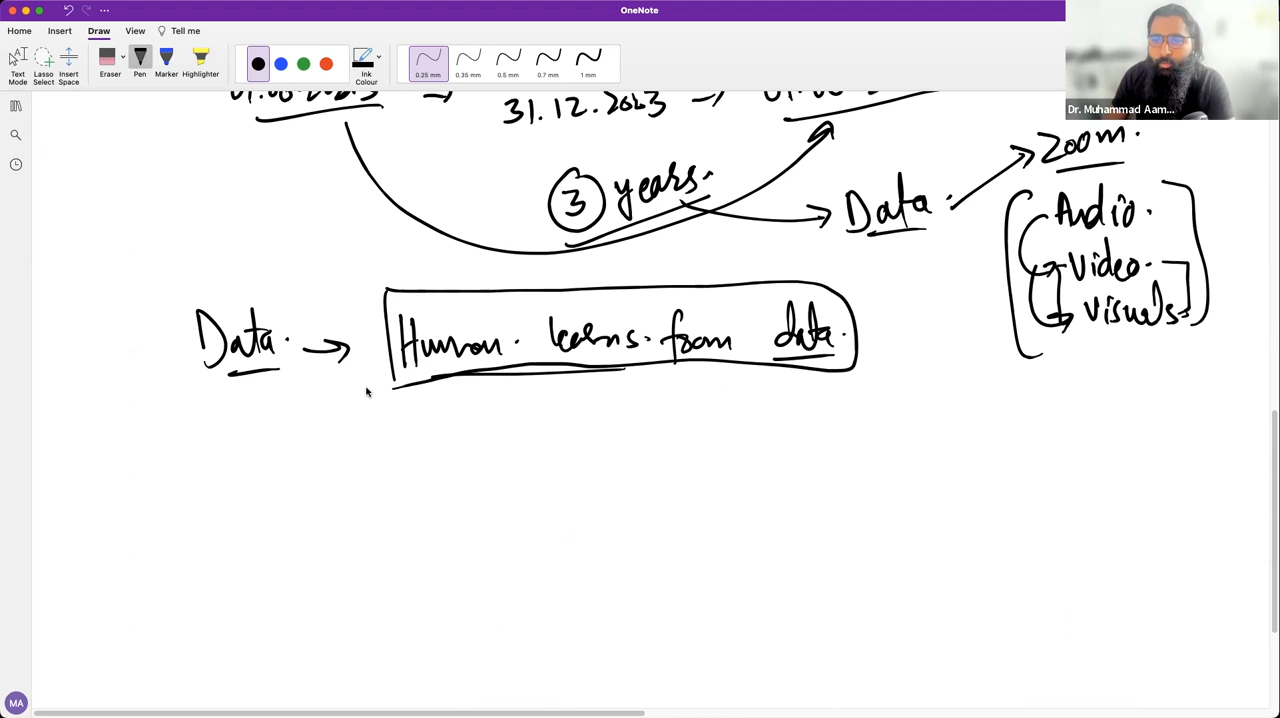 OneNote
Home Insert Draw View Tell me
Text Mode
Lasso Select
Insert Space
Eraser
Pen
Marker
Highlighter
Ink Colour
0.25 mm
0.35 mm
0.5 mm
0.7 mm
1 mm
Dr. Muhammad Aam...
31.12.2023
Zoom.
3 years.
Data.
Audio.
Video.
Visuals
Data. → Human. learns. from data.
MA